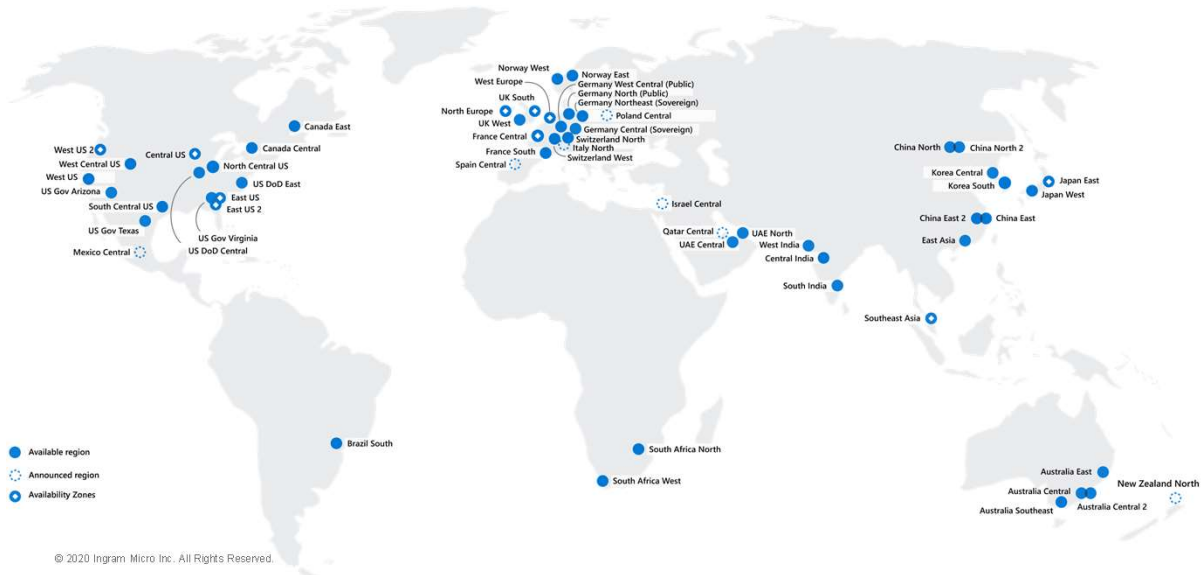 Norway West
Norway East
West Europe
Germany West Central (Public)
Germany North (Public)
UK South
Germany Northeast (Sovereign)
North Europe
Poland Central
UK West
Germany Central (Sovereign)
France Central
Switzerland North
Italy North
France South
Switzerland West
Spain Central
Canada East
West US 2
Central US
Canada Central
West Central US
North Central US
West US
US DoD East
US Gov Arizona
East US
South Central US
East US 2
US Gov Texas
US Gov Virginia
US DoD Central
Mexico Central
Israel Central
Qatar Central
UAE North
UAE Central
West India
Central India
South India
China North
China North 2
Korea Central
Korea South
Japan East
Japan West
China East 2
China East
East Asia
Southeast Asia
Brazil South
South Africa North
South Africa West
Australia East
New Zealand North
Australia Central
Australia Central 2
Australia Southeast
Available region
Announced region
Availability Zones
© 2020 Ingram Micro Inc. All Rights Reserved.